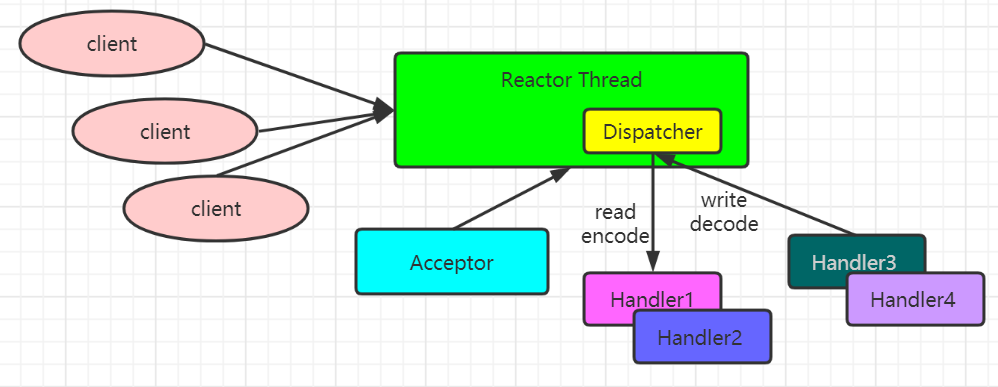 client
Reactor Thread
client
Dispatcher
client
read
encode
write
decode
Acceptor
Handler3
Handler1
Handler4
Handler2